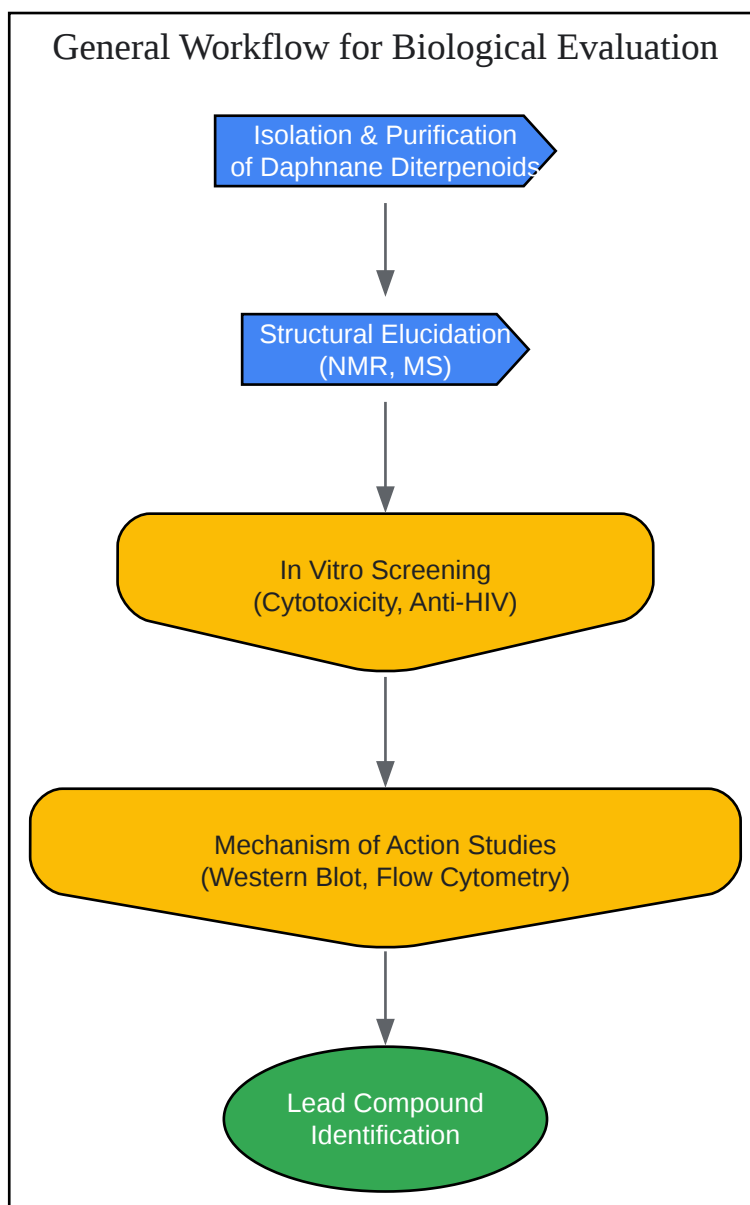 General Workflow for Biological Evaluation
Isolation & Purification
of Daphnane Diterpenoids
Structural Elucidation
(NMR, MS)
In Vitro Screening
(Cytotoxicity, Anti-HIV)
Mechanism of Action Studies
(Western Blot, Flow Cytometry)
Lead Compound
Identification